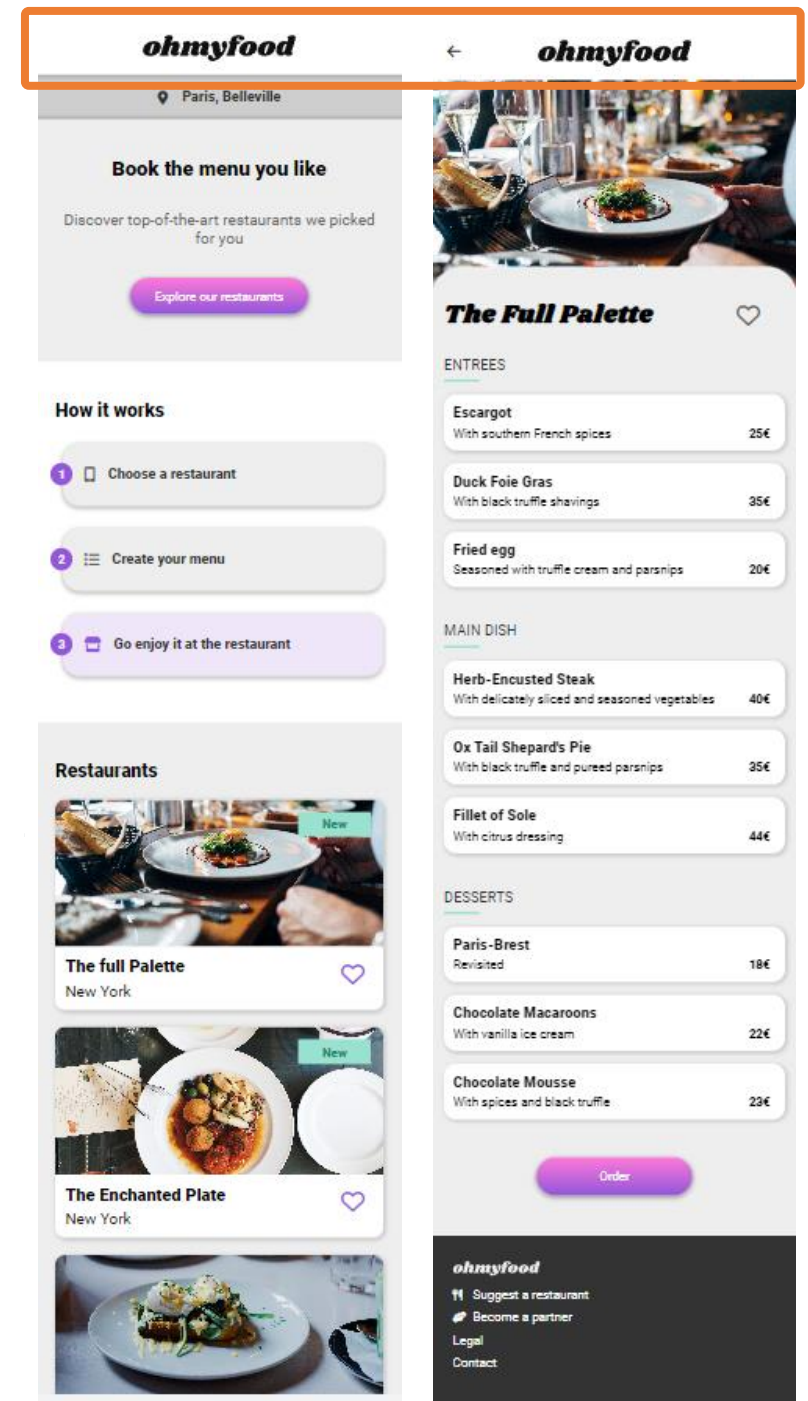 ohmyfood
Paris, Belleville
Book the menu you like
Discover top-of-the-art restaurants we picked
for you
Explore our restaurants
How it works
1 Choose a restaurant
2 Create your menu
3 Go enjoy it at the restaurant
Restaurants
New
The full Palette
New York
New
The Enchanted Plate
New York
← ohmyfood
The Full Palette
ENTREES
Escargot
With southern French spices 25€
Duck Foie Gras
With black truffle shavings 35€
Fried egg
Seasoned with truffle cream and parsnips 20€
MAIN DISH
Herb-Encusted Steak
With delicately sliced and seasoned vegetables 40€
Ox Tail Shepard's Pie
With black truffle and pureed parsnips 35€
Fillet of Sole
With citrus dressing 44€
DESSERTS
Paris-Brest
Revisited 18€
Chocolate Macaroons
With vanilla ice cream 22€
Chocolate Mousse
With spices and black truffle 23€
Order
ohmyfood
Suggest a restaurant
Become a partner
Legal
Contact